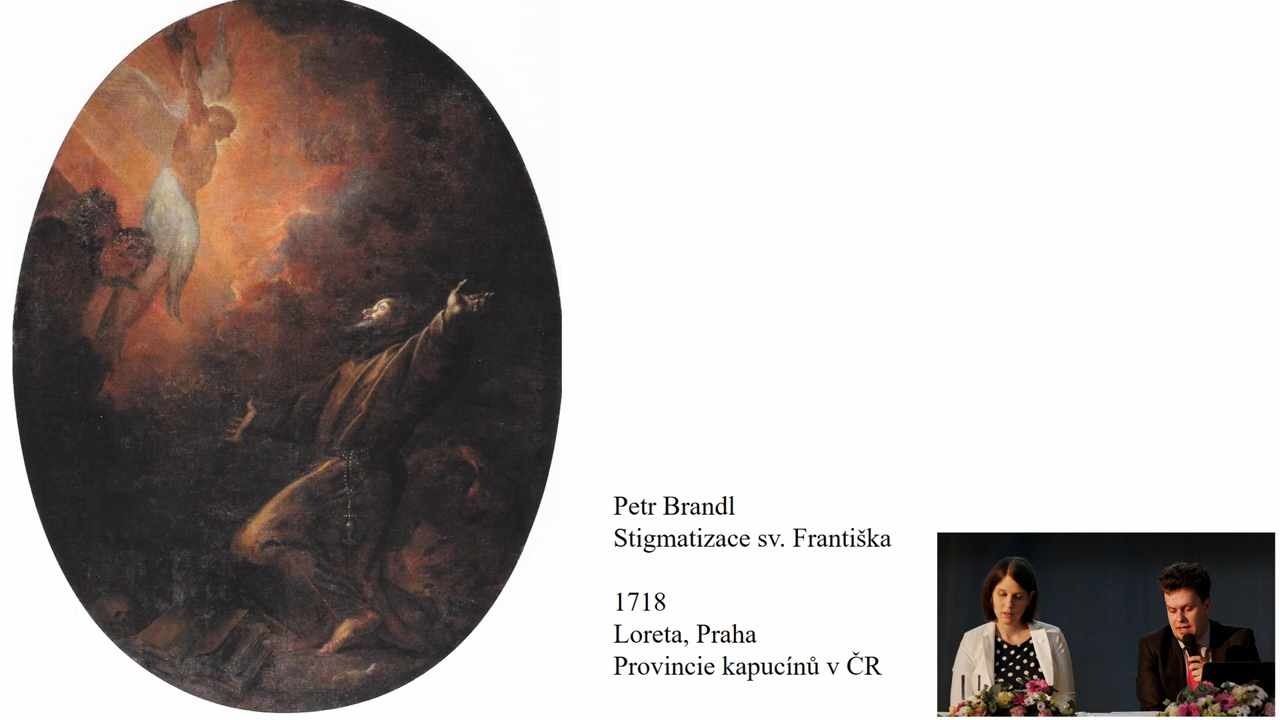 Petr Brandl
Stigmatizace sv. Františka
1718
Loreta, Praha
Provincie kapucínů v ČR